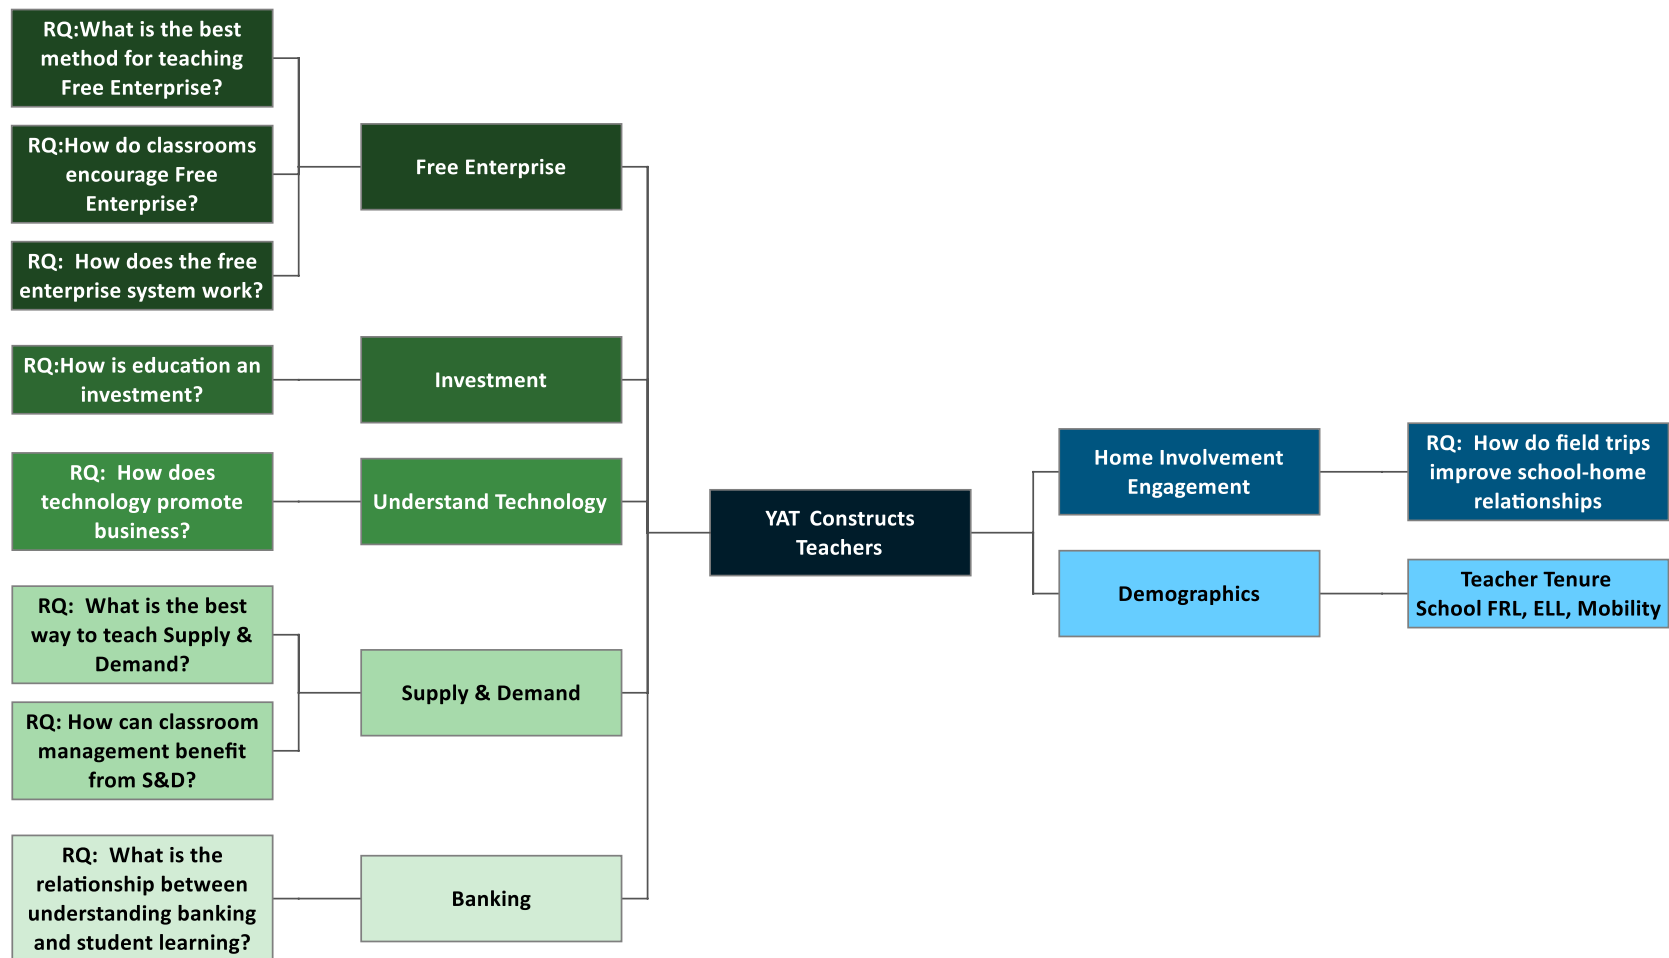 RQ:What is the best
method for teaching
Free Enterprise?
RQ:How do classrooms
encourage Free
Enterprise?
RQ:  How does the free
enterprise system work?
Free Enterprise
RQ:How is education an
investment?
Investment
RQ:  How does
technology promote
business?
Understand Technology
RQ:  What is the best
way to teach Supply &
Demand?
RQ: How can classroom
management benefit
from S&D?
Supply & Demand
RQ:  What is the
relationship between
understanding banking
and student learning?
Banking
YAT  Constructs
Teachers
Home Involvement
Engagement
RQ:  How do field trips
improve school-home
relationships
Demographics
Teacher Tenure
School FRL, ELL, Mobility